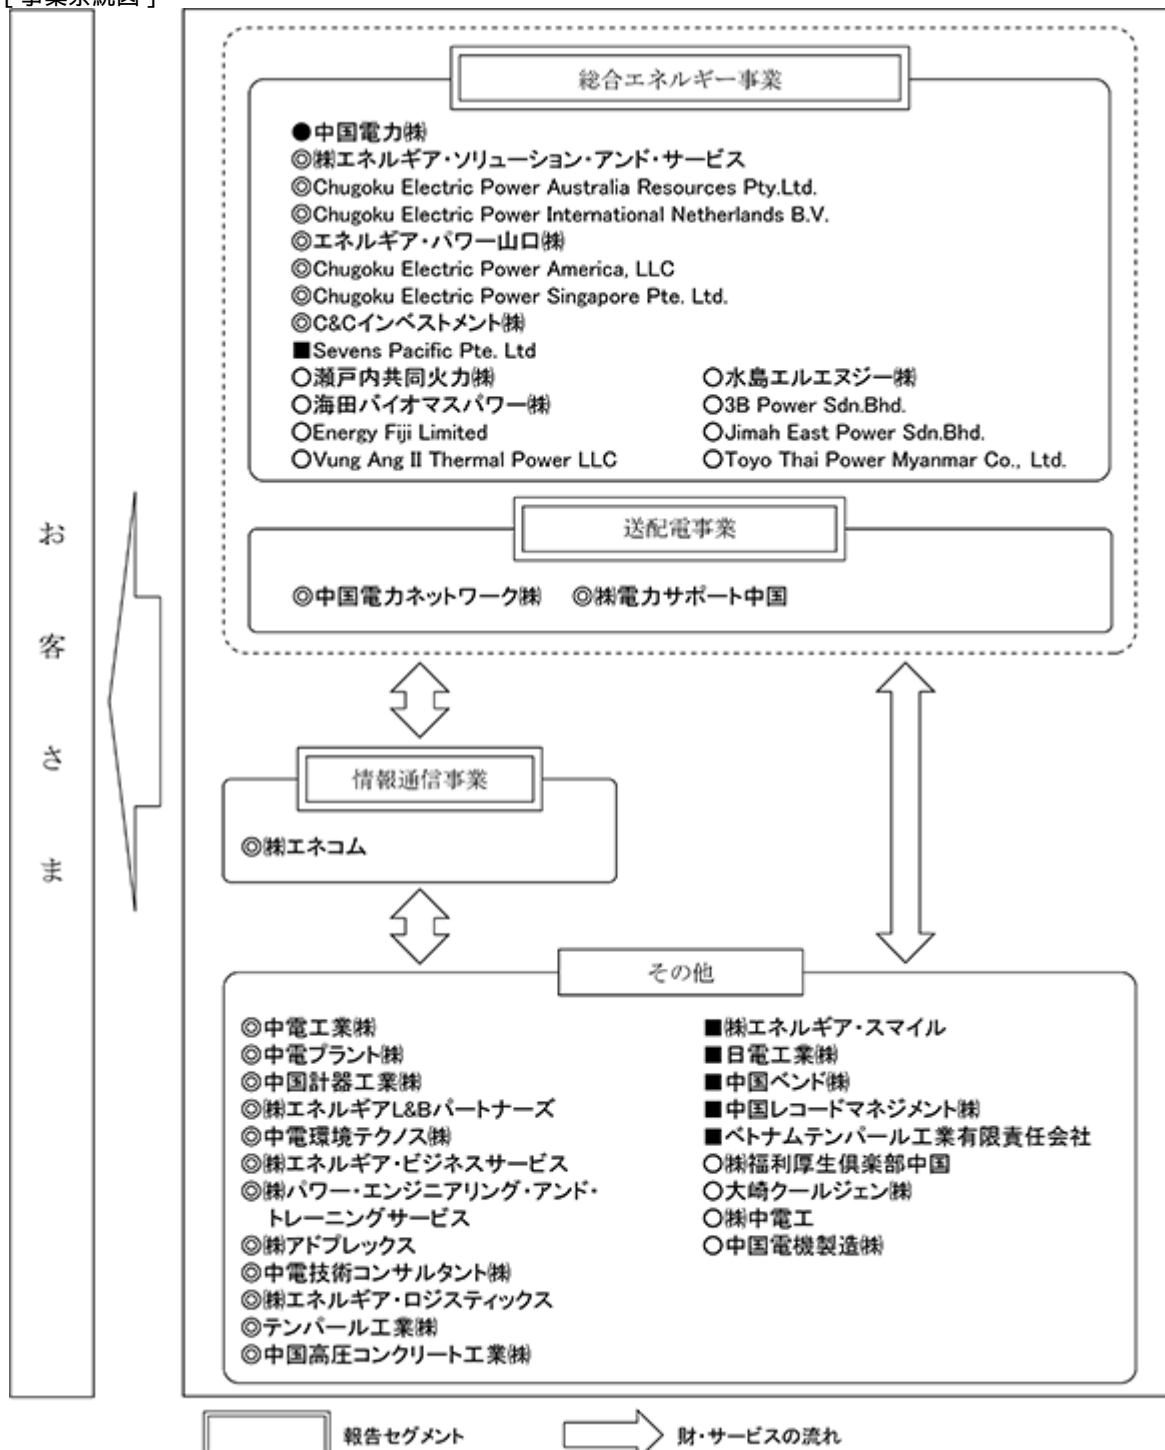 [ 事業系統図 ]
お客さま
総合エネルギー事業
●中国電力㈱
◎㈱エネルギア・ソリューション・アンド・サービス
◎Chugoku Electric Power Australia Resources Pty.Ltd.
◎Chugoku Electric Power International Netherlands B.V.
◎エネルギア・パワー山口㈱
◎Chugoku Electric Power America, LLC
◎Chugoku Electric Power Singapore Pte. Ltd.
◎C&Cインベストメント㈱
■Sevens Pacific Pte. Ltd
○瀬戸内共同火力㈱
○海田バイオマスパワー㈱
○Energy Fiji Limited
○Vung Ang II Thermal Power LLC
○水島エルエヌジー㈱
○3B Power Sdn.Bhd.
○Jimah East Power Sdn.Bhd.
○Toyo Thai Power Myanmar Co., Ltd.
送配電事業
◎中国電力ネットワーク㈱ ◎㈱電力サポート中国
情報通信事業
◎㈱エネコム
その他
◎中電工業㈱
◎中電プラント㈱
◎中国計器工業㈱
◎㈱エネルギアL&Bパートナーズ
◎中電環境テクノス㈱
◎㈱エネルギア・ビジネスサービス
◎㈱パワー・エンジニアリング・アンド・
トレーニングサービス
◎㈱アドプレックス
◎中電技術コンサルタント㈱
◎㈱エネルギア・ロジスティックス
◎テンパール工業㈱
◎中国高圧コンクリート工業㈱
■㈱エネルギア・スマイル
■日電工業㈱
■中国ベンド㈱
■中国レコードマネジメント㈱
■ベトナムテンパール工業有限責任会社
○㈱福利厚生倶楽部中国
○大崎クールジェン㈱
○㈱中電工
○中国電機製造㈱
報告セグメント
財・サービスの流れ